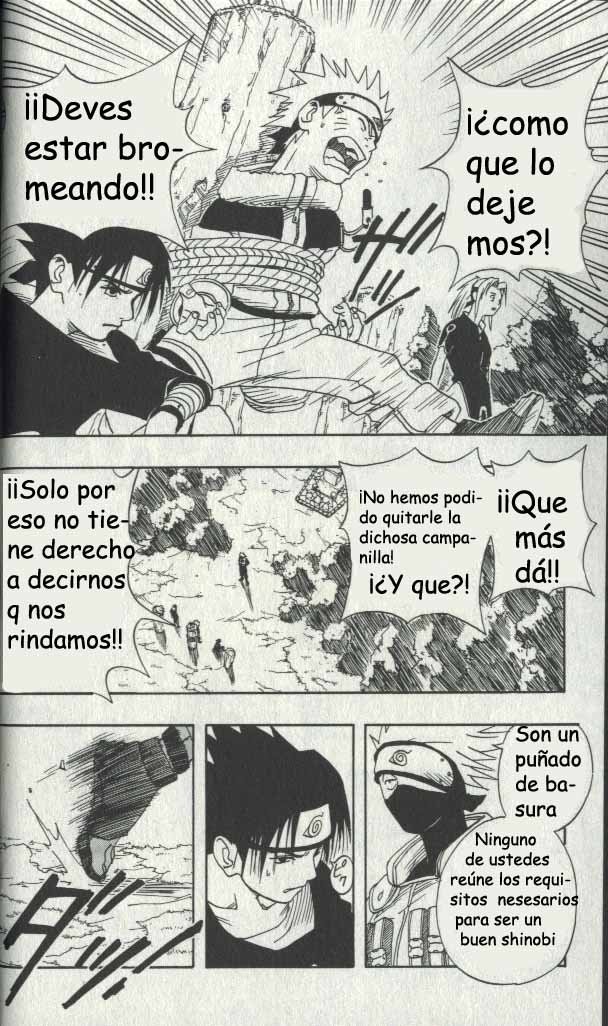 ¡¿como
que lo
deje
mos?!
¡¡Deves
estar bro-
meando!!
¡¡Que
más
dá!!
¡No hemos podi-
do quitarle la
dichosa campa-
nilla!
¡¿Y que?!
¡¡Solo por
eso no tie-
ne derecho
a decirnos
q nos
rindamos!!
Son un
puñado
de ba-
sura
Ninguno
de ustedes
reúne los requi-
sitos nesesarios
para ser un
buen shinobi
ダッ!